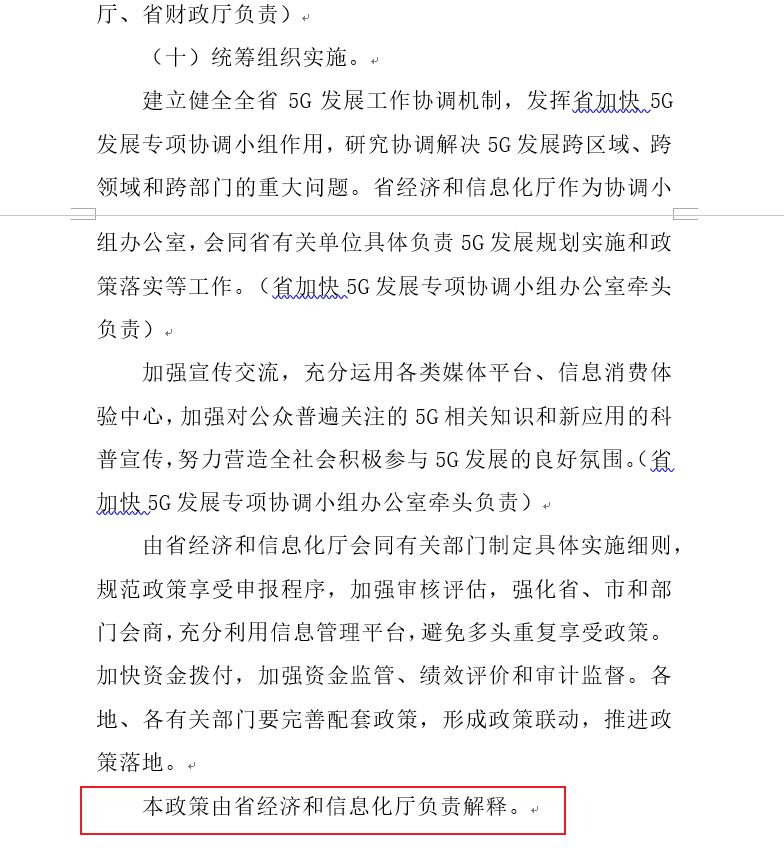 厅、省财政厅负责）
（十）统筹组织实施。
建立健全全省 5G 发展工作协调机制，发挥省加快 5G
发展专项协调小组作用，研究协调解决 5G 发展跨区域、跨
领域和跨部门的重大问题。省经济和信息化厅作为协调小
组办公室，会同省有关单位具体负责 5G 发展规划实施和政
策落实等工作。（省加快 5G 发展专项协调小组办公室牵头
负责）
加强宣传交流，充分运用各类媒体平台、信息消费体
验中心，加强对公众普遍关注的 5G 相关知识和新应用的科
普宣传，努力营造全社会积极参与 5G 发展的良好氛围。（省
加快 5G 发展专项协调小组办公室牵头负责）
由省经济和信息化厅会同有关部门制定具体实施细则，
规范政策享受申报程序，加强审核评估，强化省、市和部
门会商，充分利用信息管理平台，避免多头重复享受政策。
加快资金拨付，加强资金监管、绩效评价和审计监督。各
地、各有关部门要完善配套政策，形成政策联动，推进政
策落地。
本政策由省经济和信息化厅负责解释。